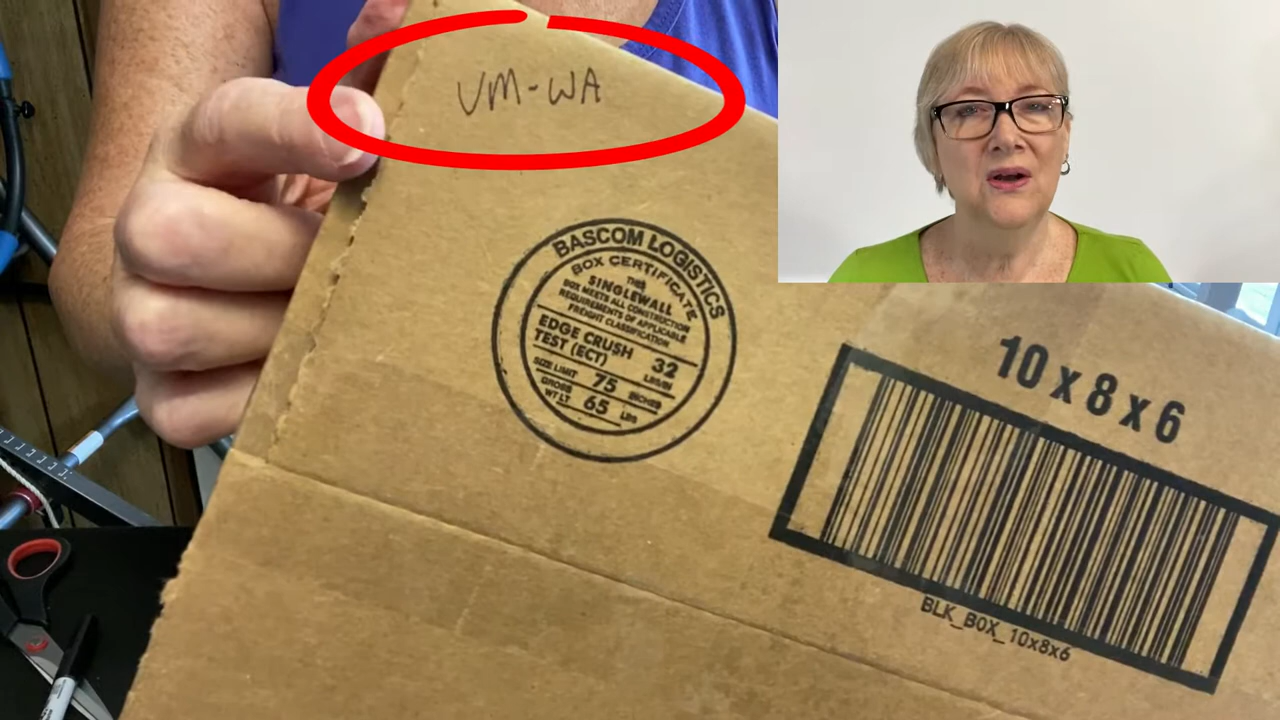 VM-WA
BASCOM LOGISTICS
BOX CERTIFICATE
THIS
SINGLEWALL
BOX MEETS ALL CONSTRUCTION
REQUIREMENTS OF APPLICABLE
FREIGHT CLASSIFICATION
EDGE CRUSH
TEST (ECT) 32 LBS/IN
SIZE LIMIT 75 INCHES
GROSS
WT LT. 65 LBS
10 x 8 x 6
BLK_BOX_10x8x6